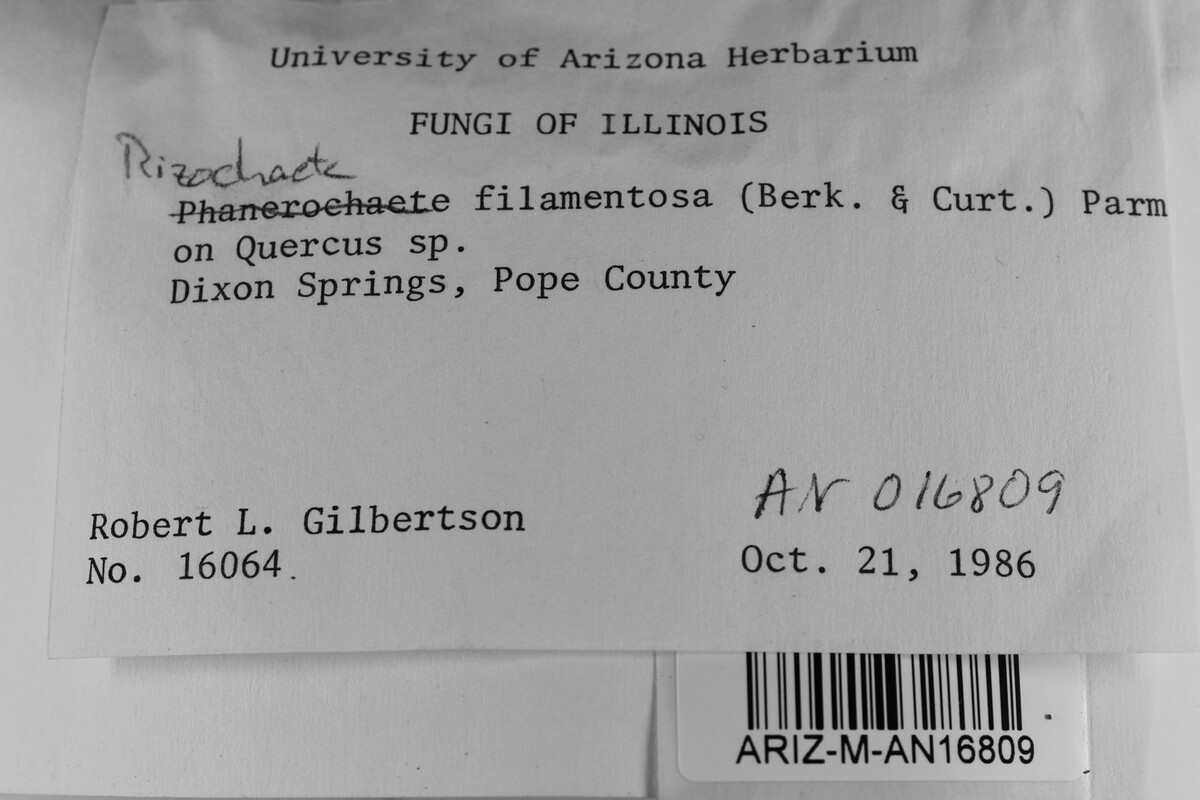 University of Arizona Herbarium
FUNGI OF ILLINOIS
Rizochaete
Phanerochaete filamentosa (Berk. & Curt.) Parm
on Quercus sp.
Dixon Springs, Pope County
AN 016809
Robert L. Gilbertson
No. 16064.
Oct. 21, 1986
ARIZ-M-AN16809